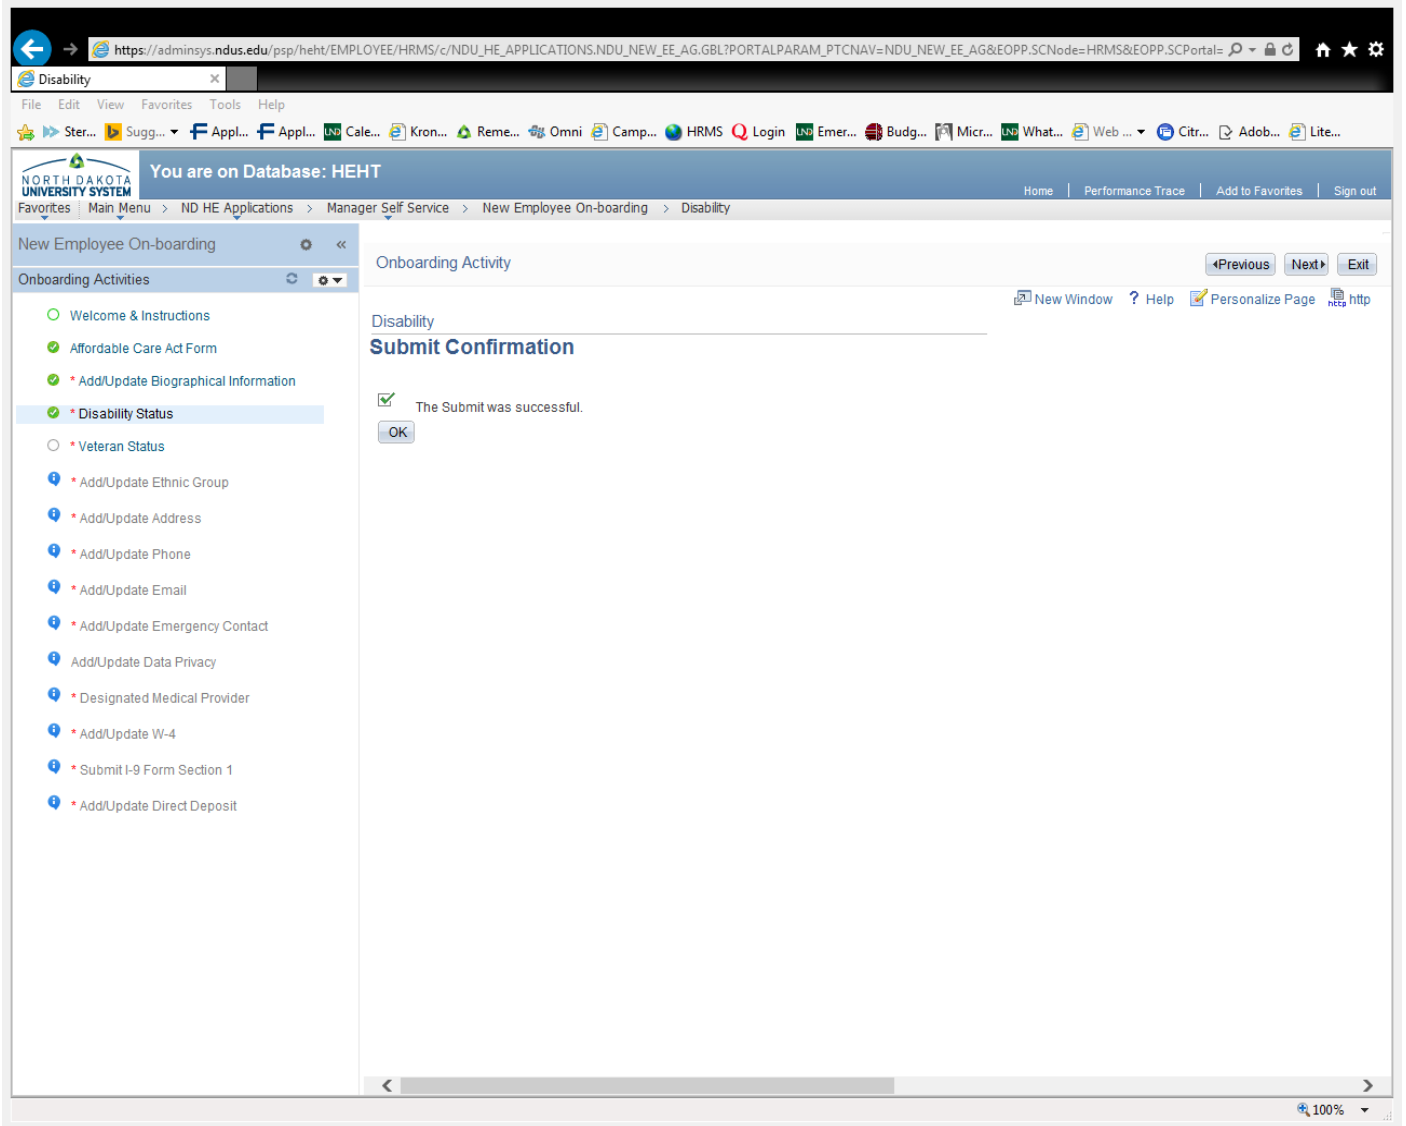 https://adminsys.ndus.edu/psp/heht/EMPLOYEE/HRMS/c/NDU_HE_APPLICATIONS.NDU_NEW_EE_AG.GBL?PORTALPARAM_PTCNAV=NDU_NEW_EE_AG&EOPP.SCNode=HRMS&EOPP.SCPortal=
Disability
File Edit View Favorites Tools Help
Ster... Sugg... Appl... Appl... UND Cale... Kron... Reme... Omni Camp... HRMS Login UND Emer... Budg... Micr... UND What... Web ... Citr... Adob... Lite...
NORTH DAKOTA
UNIVERSITY SYSTEM
You are on Database: HEHT
Home | Performance Trace | Add to Favorites | Sign out
Favorites Main Menu > ND HE Applications > Manager Self Service > New Employee On-boarding > Disability
New Employee On-boarding «
Onboarding Activities
Welcome & Instructions
Affordable Care Act Form
* Add/Update Biographical Information
* Disability Status
* Veteran Status
* Add/Update Ethnic Group
* Add/Update Address
* Add/Update Phone
* Add/Update Email
* Add/Update Emergency Contact
Add/Update Data Privacy
* Designated Medical Provider
* Add/Update W-4
* Submit I-9 Form Section 1
* Add/Update Direct Deposit
Onboarding Activity
Previous Next Exit
New Window ? Help Personalize Page http
Disability
Submit Confirmation
The Submit was successful.
OK
100%